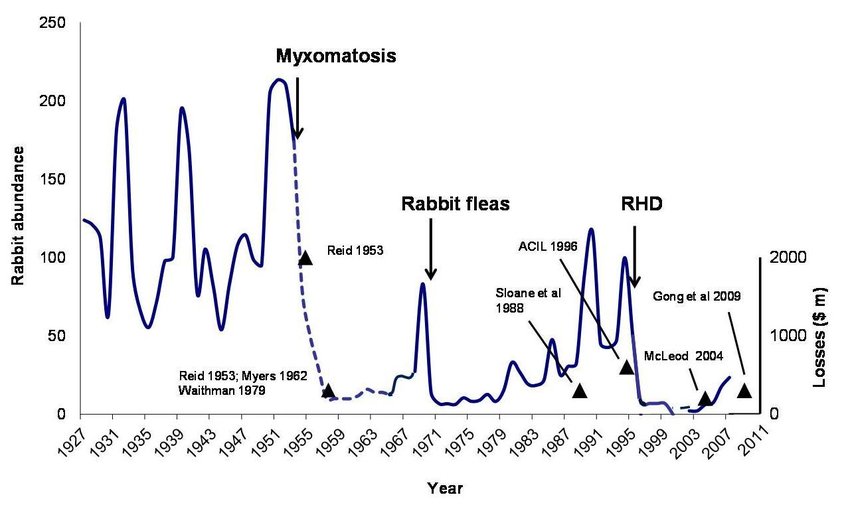 250
200
150
100
50
0
Rabbit abundance
Myxomatosis
Rabbit fleas
RHD
Reid 1953
Reid 1953; Myers 1962
Waithman 1979
ACIL 1996
Sloane et al
1988
Gong et al 2009
McLeod 2004
2000
1000
0
Losses ($ m)
1927
1931
1935
1939
1943
1947
1951
1955
1959
1963
1967
1971
1975
1979
1983
1987
1991
1995
1999
2003
2007
2011
Year